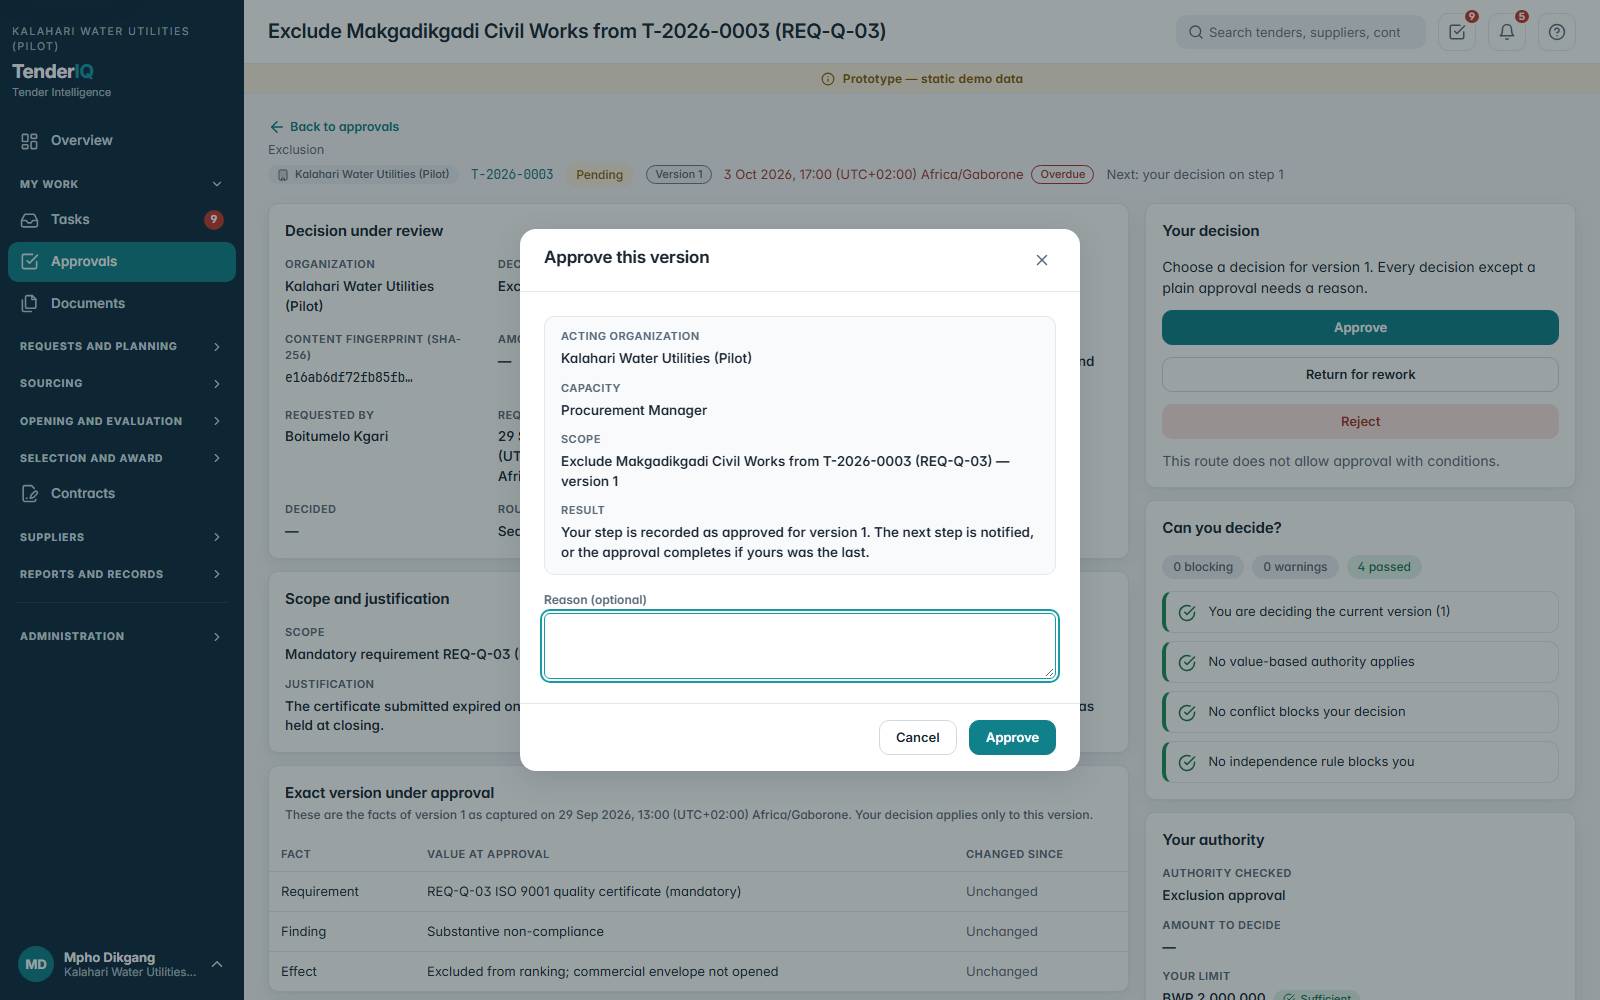 KALAHARI WATER UTILITIES
(PILOT)
TenderIQ
Tender Intelligence
Overview
MY WORK
Tasks
9
Approvals
Documents
REQUESTS AND PLANNING
SOURCING
OPENING AND EVALUATION
SELECTION AND AWARD
Contracts
SUPPLIERS
REPORTS AND RECORDS
ADMINISTRATION
MD
Mpho Dikgang
Kalahari Water Utilities...
Exclude Makgadikgadi Civil Works from T-2026-0003 (REQ-Q-03)
Search tenders, suppliers, cont
9
5
Prototype — static demo data
Back to approvals
Exclusion
Kalahari Water Utilities (Pilot)
T-2026-0003
Pending
Version 1
3 Oct 2026, 17:00 (UTC+02:00) Africa/Gaborone
Overdue
Next: your decision on step 1
Decision under review
ORGANIZATION
Kalahari Water Utilities
(Pilot)
CONTENT FINGERPRINT (SHA-
256)
e16ab6df72fb85fb…
—
nd
REQUESTED BY
Boitumelo Kgari
29
DECIDED
—
Scope and justification
SCOPE
Mandatory requirement REQ-Q-03 (
JUSTIFICATION
The certificate submitted expired on
as
held at closing.
Exact version under approval
These are the facts of version 1 as captured on 29 Sep 2026, 13:00 (UTC+02:00) Africa/Gaborone. Your decision applies only to this version.
FACT
VALUE AT APPROVAL
CHANGED SINCE
Requirement
REQ-Q-03 ISO 9001 quality certificate (mandatory)
Unchanged
Finding
Substantive non-compliance
Unchanged
Effect
Excluded from ranking; commercial envelope not opened
Unchanged
Approve this version
ACTING ORGANIZATION
Kalahari Water Utilities (Pilot)
CAPACITY
Procurement Manager
SCOPE
Exclude Makgadikgadi Civil Works from T-2026-0003 (REQ-Q-03) —
version 1
RESULT
Your step is recorded as approved for version 1. The next step is notified,
or the approval completes if yours was the last.
Reason (optional)
Cancel
Approve
Your decision
Choose a decision for version 1. Every decision except a
plain approval needs a reason.
Approve
Return for rework
Reject
This route does not allow approval with conditions.
Can you decide?
0 blocking
0 warnings
4 passed
You are deciding the current version (1)
No value-based authority applies
No conflict blocks your decision
No independence rule blocks you
Your authority
AUTHORITY CHECKED
Exclusion approval
AMOUNT TO DECIDE
—
YOUR LIMIT
BWP 2,000,000
Sufficient